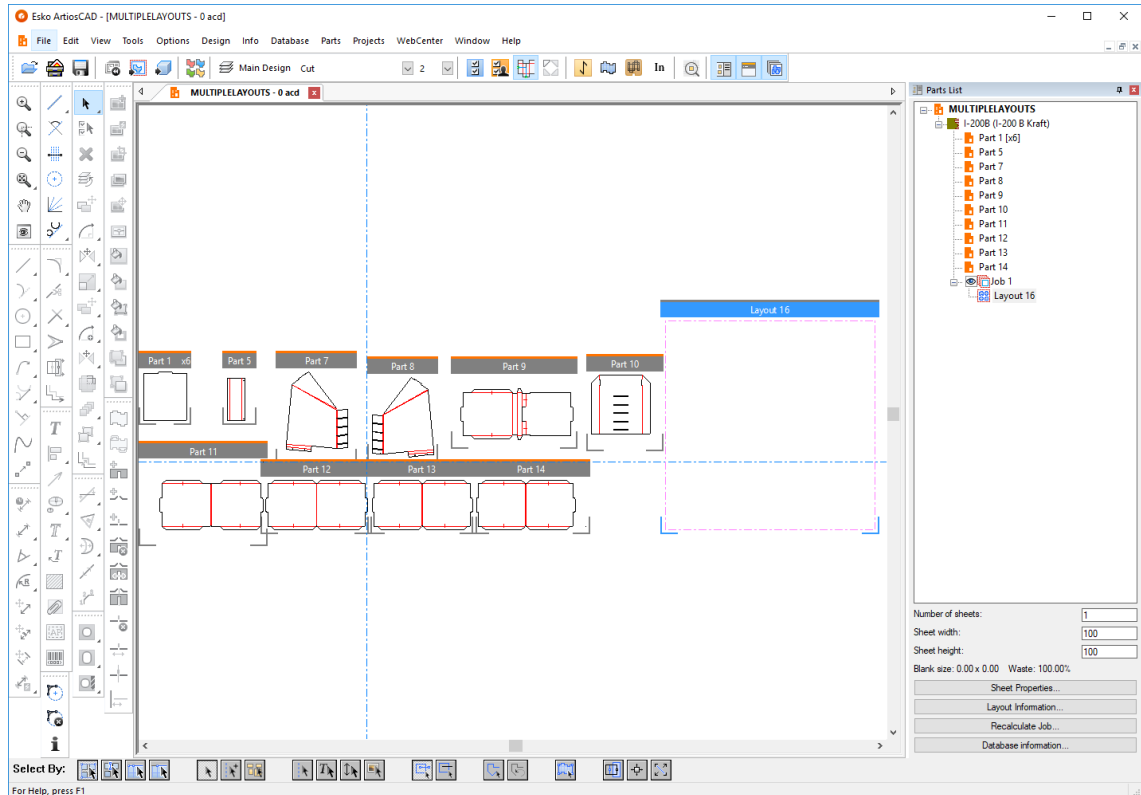 Esko ArtiosCAD - [MULTIPLELAYOUTS - 0 acd]
File Edit View Tools Options Design Info Database Parts Projects WebCenter Window Help
Main Design Cut 2 In
MULTIPLELAYOUTS - 0 acd
Parts List
MULTIPLELAYOUTS
I-200B (I-200 B Kraft)
Part 1 [x6]
Part 5
Part 7
Part 8
Part 9
Part 10
Part 11
Part 12
Part 13
Part 14
Job 1
Layout 16
Layout 16
Part 1 x6
Part 5
Part 7
Part 8
Part 9
Part 10
Part 11
Part 12
Part 13
Part 14
Number of sheets: 1
Sheet width: 100
Sheet height: 100
Blank size: 0.00 x 0.00 Waste: 100.00%
Sheet Properties...
Layout Information...
Recalculate Job...
Database information...
Select By:
For Help, press F1